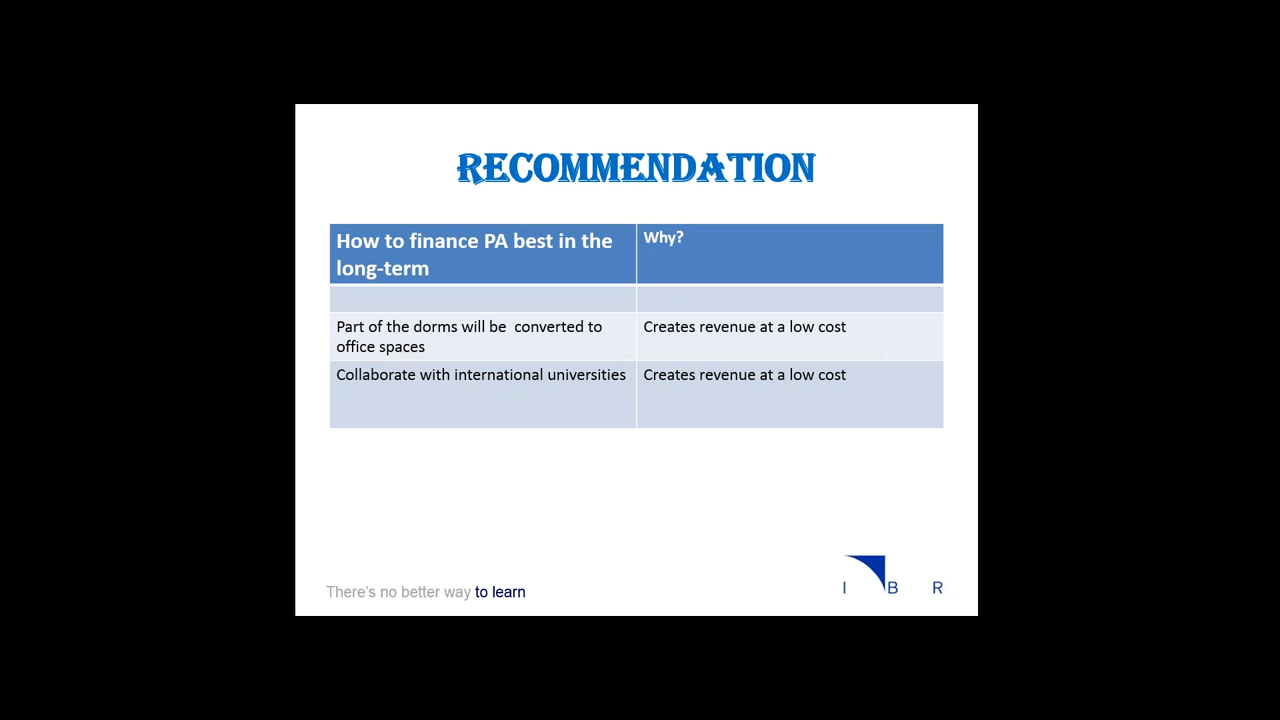 RECOMMENDATION
How to finance PA best in the
long-term
Why?
Part of the dorms will be  converted to
office spaces
Creates revenue at a low cost
Collaborate with international universities
Creates revenue at a low cost
There's no better way to learn
I B R